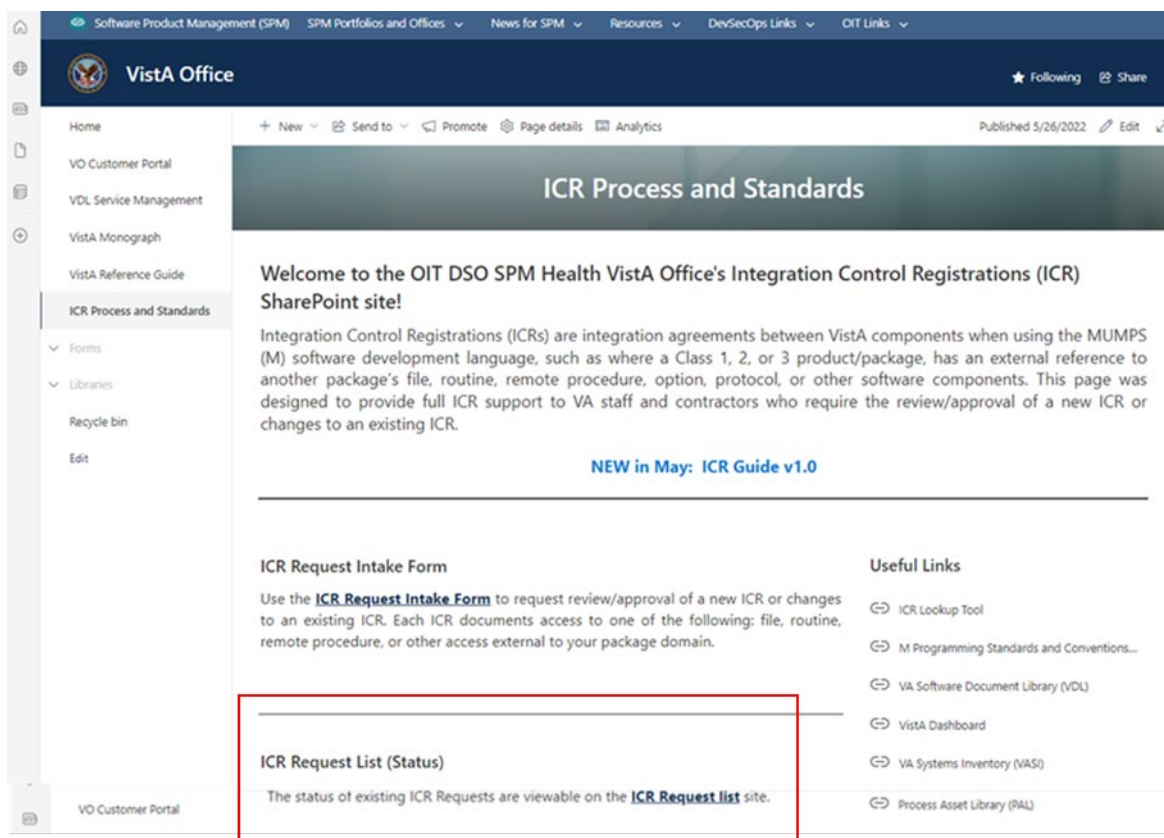 Software Product Management (SPM) SPM Portfolios and Offices News for SPM Resources DevSecOps Links OIT Links
VistA Office
Following Share
Home
VO Customer Portal
VDL Service Management
VistA Monograph
VistA Reference Guide
ICR Process and Standards
Forms
Libraries
Recycle bin
Edit
New Send to Promote Page details Analytics
Published 5/26/2022 Edit
ICR Process and Standards
Welcome to the OIT DSO SPM Health VistA Office's Integration Control Registrations (ICR)
SharePoint site!
Integration Control Registrations (ICRs) are integration agreements between VistA components when using the MUMPS
(M) software development language, such as where a Class 1, 2, or 3 product/package, has an external reference to
another package's file, routine, remote procedure, option, protocol, or other software components. This page was
designed to provide full ICR support to VA staff and contractors who require the review/approval of a new ICR or
changes to an existing ICR.
NEW in May: ICR Guide v1.0
ICR Request Intake Form
Use the ICR Request Intake Form to request review/approval of a new ICR or changes
to an existing ICR. Each ICR documents access to one of the following: file, routine,
remote procedure, or other access external to your package domain.
ICR Request List (Status)
The status of existing ICR Requests are viewable on the ICR Request list site.
Useful Links
ICR Lookup Tool
M Programming Standards and Conventions...
VA Software Document Library (VDL)
VistA Dashboard
VA Systems Inventory (VASI)
Process Asset Library (PAL)
VO Customer Portal